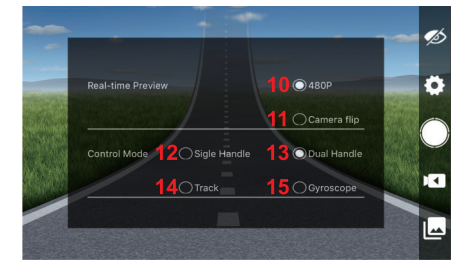 Real-time Preview 10 480P
11 Camera flip
Control Mode 12 Sigle Handle 13 Dual Handle
14 Track 15 Gyroscope